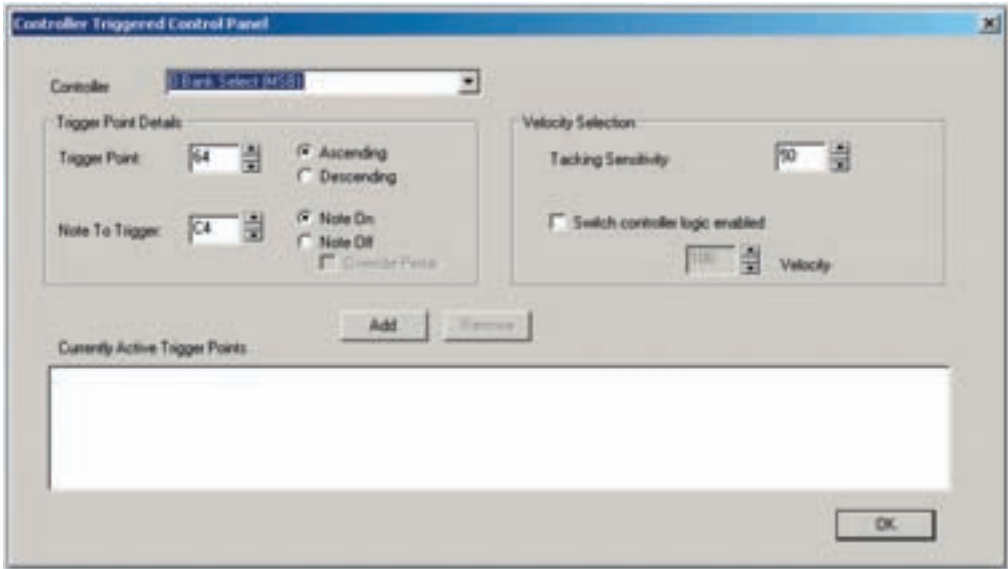 Controller Triggered Control Panel
Controller
0 Bank Select (MSB)
Trigger Point Details
Trigger Point:
64
Ascending
Descending
Note To Trigger:
C4
Note On
Note Off
Override Pedal
Velocity Selection
Tacking Sensitivity
50
Switch controller logic enabled
100
Velocity
Add
Remove
Currently Active Trigger Points
OK